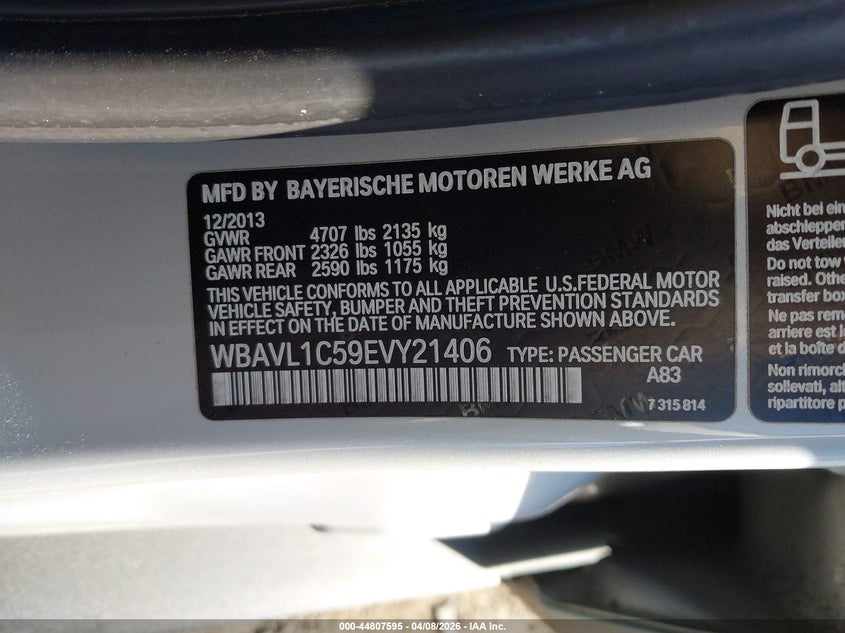 MFD BY BAYERISCHE MOTOREN WERKE AG
12/2013
GVWR 4707 lbs 2135 kg
GAWR FRONT 2326 lbs 1055 kg
GAWR REAR 2590 lbs 1175 kg
THIS VEHICLE CONFORMS TO ALL APPLICABLE U.S.FEDERAL MOTOR
VEHICLE SAFETY, BUMPER AND THEFT PREVENTION STANDARDS
IN EFFECT ON THE DATE OF MANUFACTURE SHOWN ABOVE.
WBAVL1C59EVY21406 TYPE: PASSENGER CAR
A83
7 315 814
Nicht bei ein
abschleppen
das Verteile
Do not tow
raised. Othe
transfer box
Ne pas rem
arriere est l
et la boîte
Non rimorch
sollevati, alt
ripartitore p
000-44807595 - 04/08/2026 - IAA Inc.